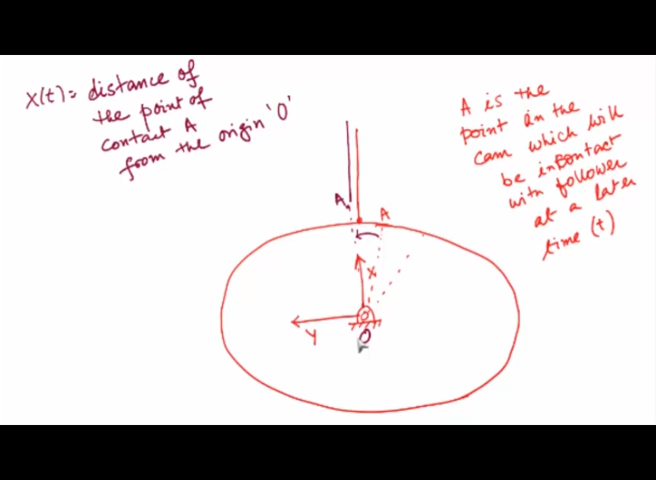 x(t) = distance of
the point of
contact A
from the origin 'O'
A is the
point in the
cam which will
be in contact
with follower
at a later
time (t)
A
A
X
Y
O